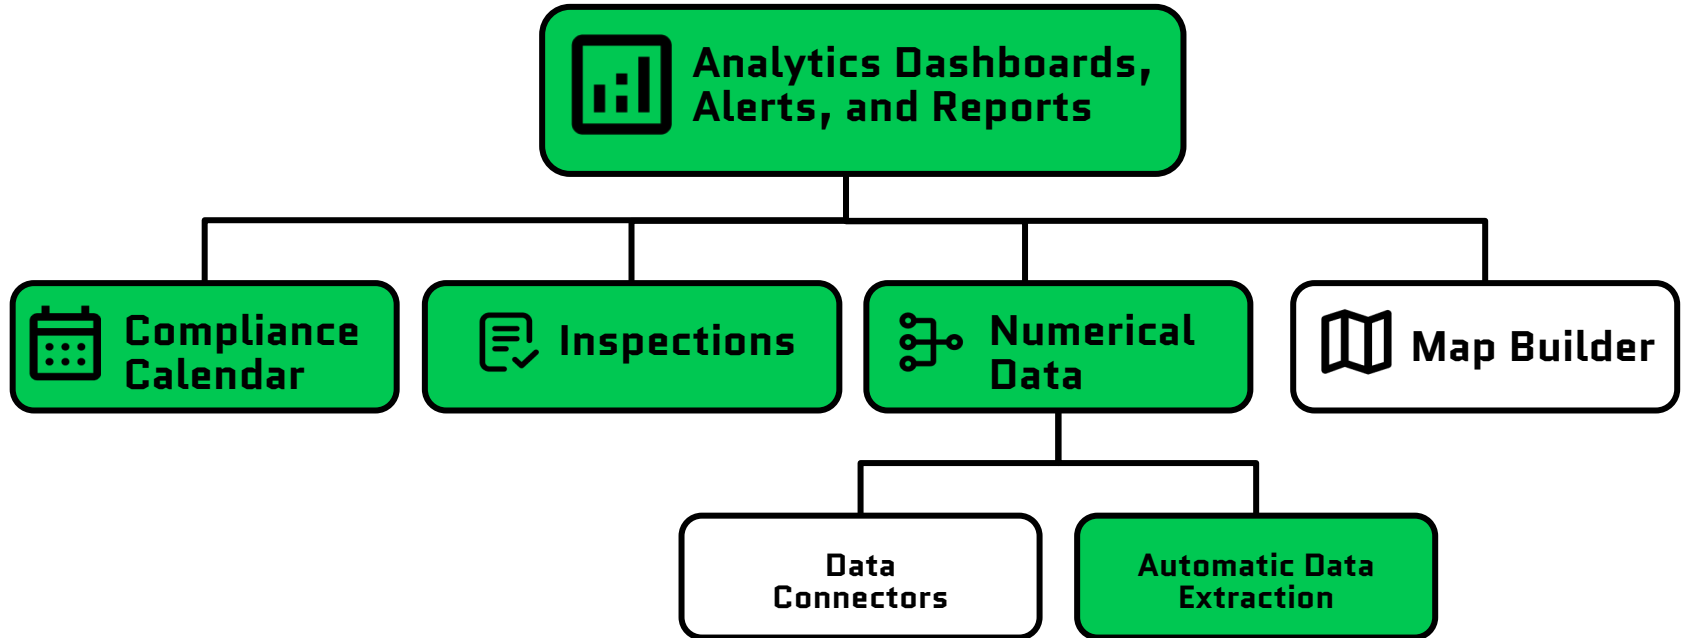 Analytics Dashboards,
Alerts, and Reports
Compliance
Calendar
Inspections
Numerical
Data
Map Builder
Data
Connectors
Automatic Data
Extraction